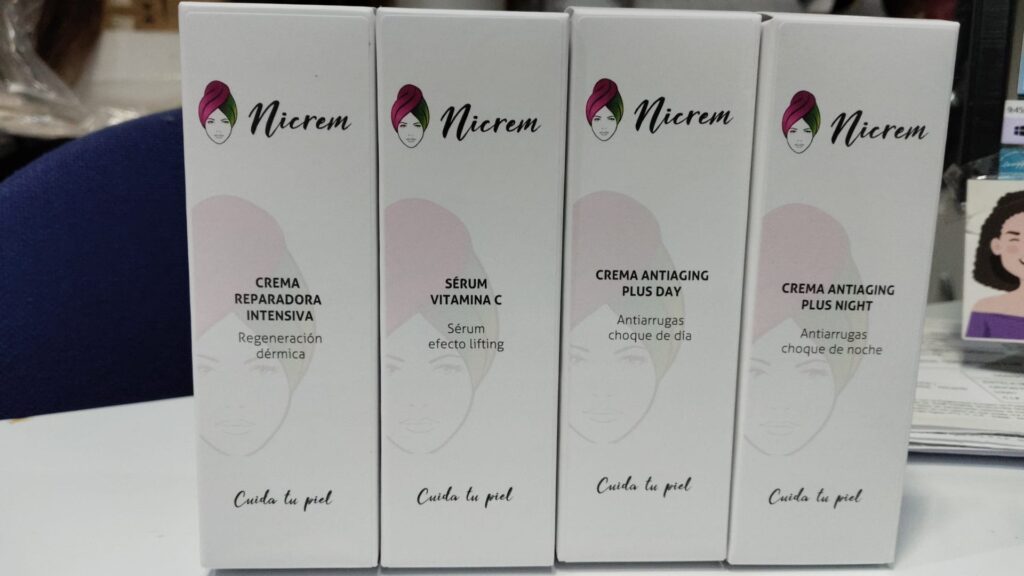 Nicrem
CREMA
REPARADORA
INTENSIVA
Regeneración
dérmica
Cuida tu piel
Nicrem
SÉRUM
VITAMINA C
Sérum
efecto lifting
Cuida tu piel
Nicrem
CREMA ANTIAGING
PLUS DAY
Antiarrugas
choque de día
Cuida tu piel
Nicrem
CREMA ANTIAGING
PLUS NIGHT
Antiarrugas
choque de noche
Cuida tu piel